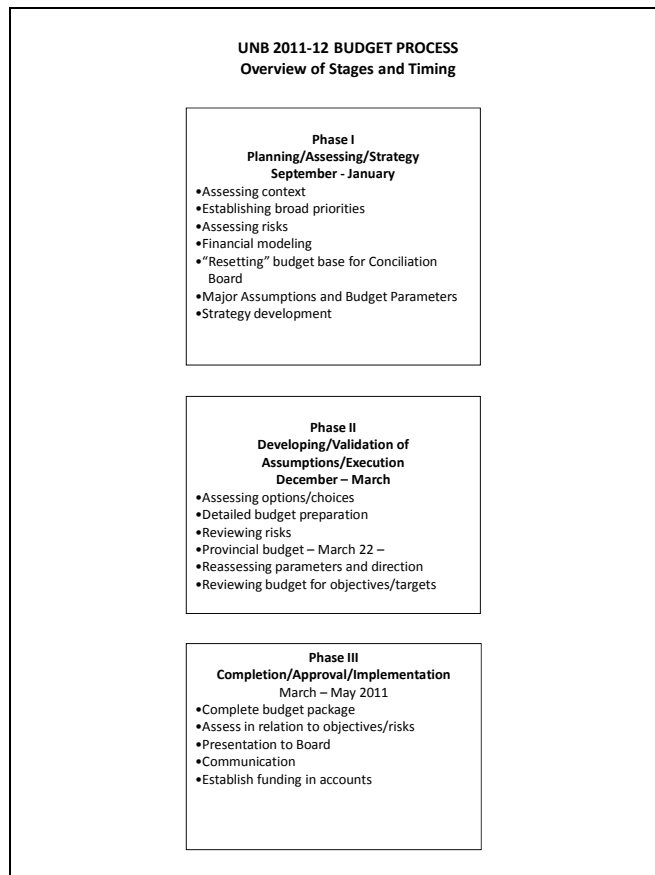 UNB 2011-12 BUDGET PROCESS
Overview of Stages and Timing
Phase I
Planning/Assessing/Strategy
September - January
•Assessing context
•Establishing broad priorities
•Assessing risks
•Financial modeling
•“Resetting” budget base for Conciliation
Board
•Major Assumptions and Budget Parameters
•Strategy development
Phase II
Developing/Validation of
Assumptions/Execution
December – March
•Assessing options/choices
•Detailed budget preparation
•Reviewing risks
•Provincial budget – March 22 –
•Reassessing parameters and direction
•Reviewing budget for objectives/targets
Phase III
Completion/Approval/Implementation
March – May 2011
•Complete budget package
•Assess in relation to objectives/risks
•Presentation to Board
•Communication
•Establish funding in accounts